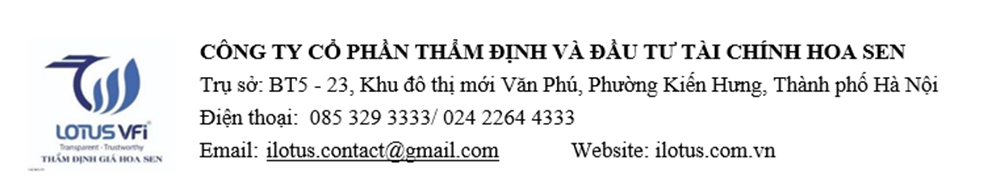 CÔNG TY CỔ PHẦN THẨM ĐỊNH VÀ ĐẦU TƯ TÀI CHÍNH HOA SEN
Trụ sở: BT5 - 23, Khu đô thị mới Văn Phú, Phường Kiến Hưng, Thành phố Hà Nội
Điện thoại: 085 329 3333/ 024 2264 4333
Email: ilotus.contact@gmail.com Website: ilotus.com.vn
LOTUS VFi
Transparent - Trustworthy
THẨM ĐỊNH GIÁ HOA SEN